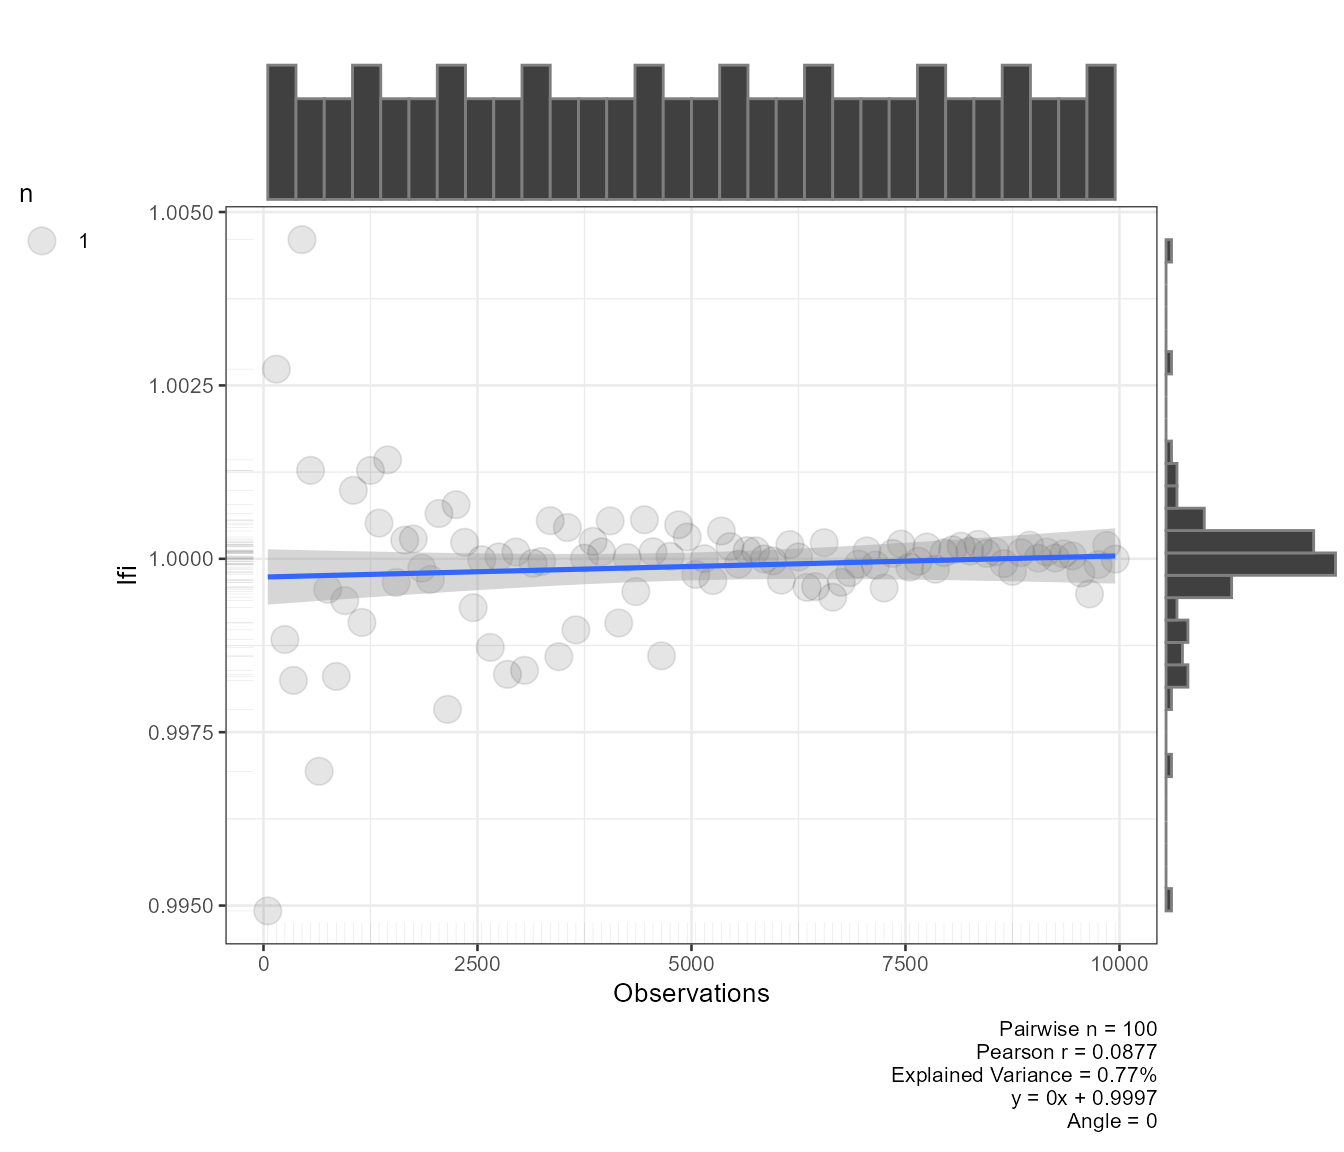 n
1
1.0050
1.0025
1.0000
0.9975
0.9950
lfi
0 2500 5000 7500 10000
Observations
Pairwise n = 100
Pearson r = 0.0877
Explained Variance = 0.77%
y = 0x + 0.9997
Angle = 0